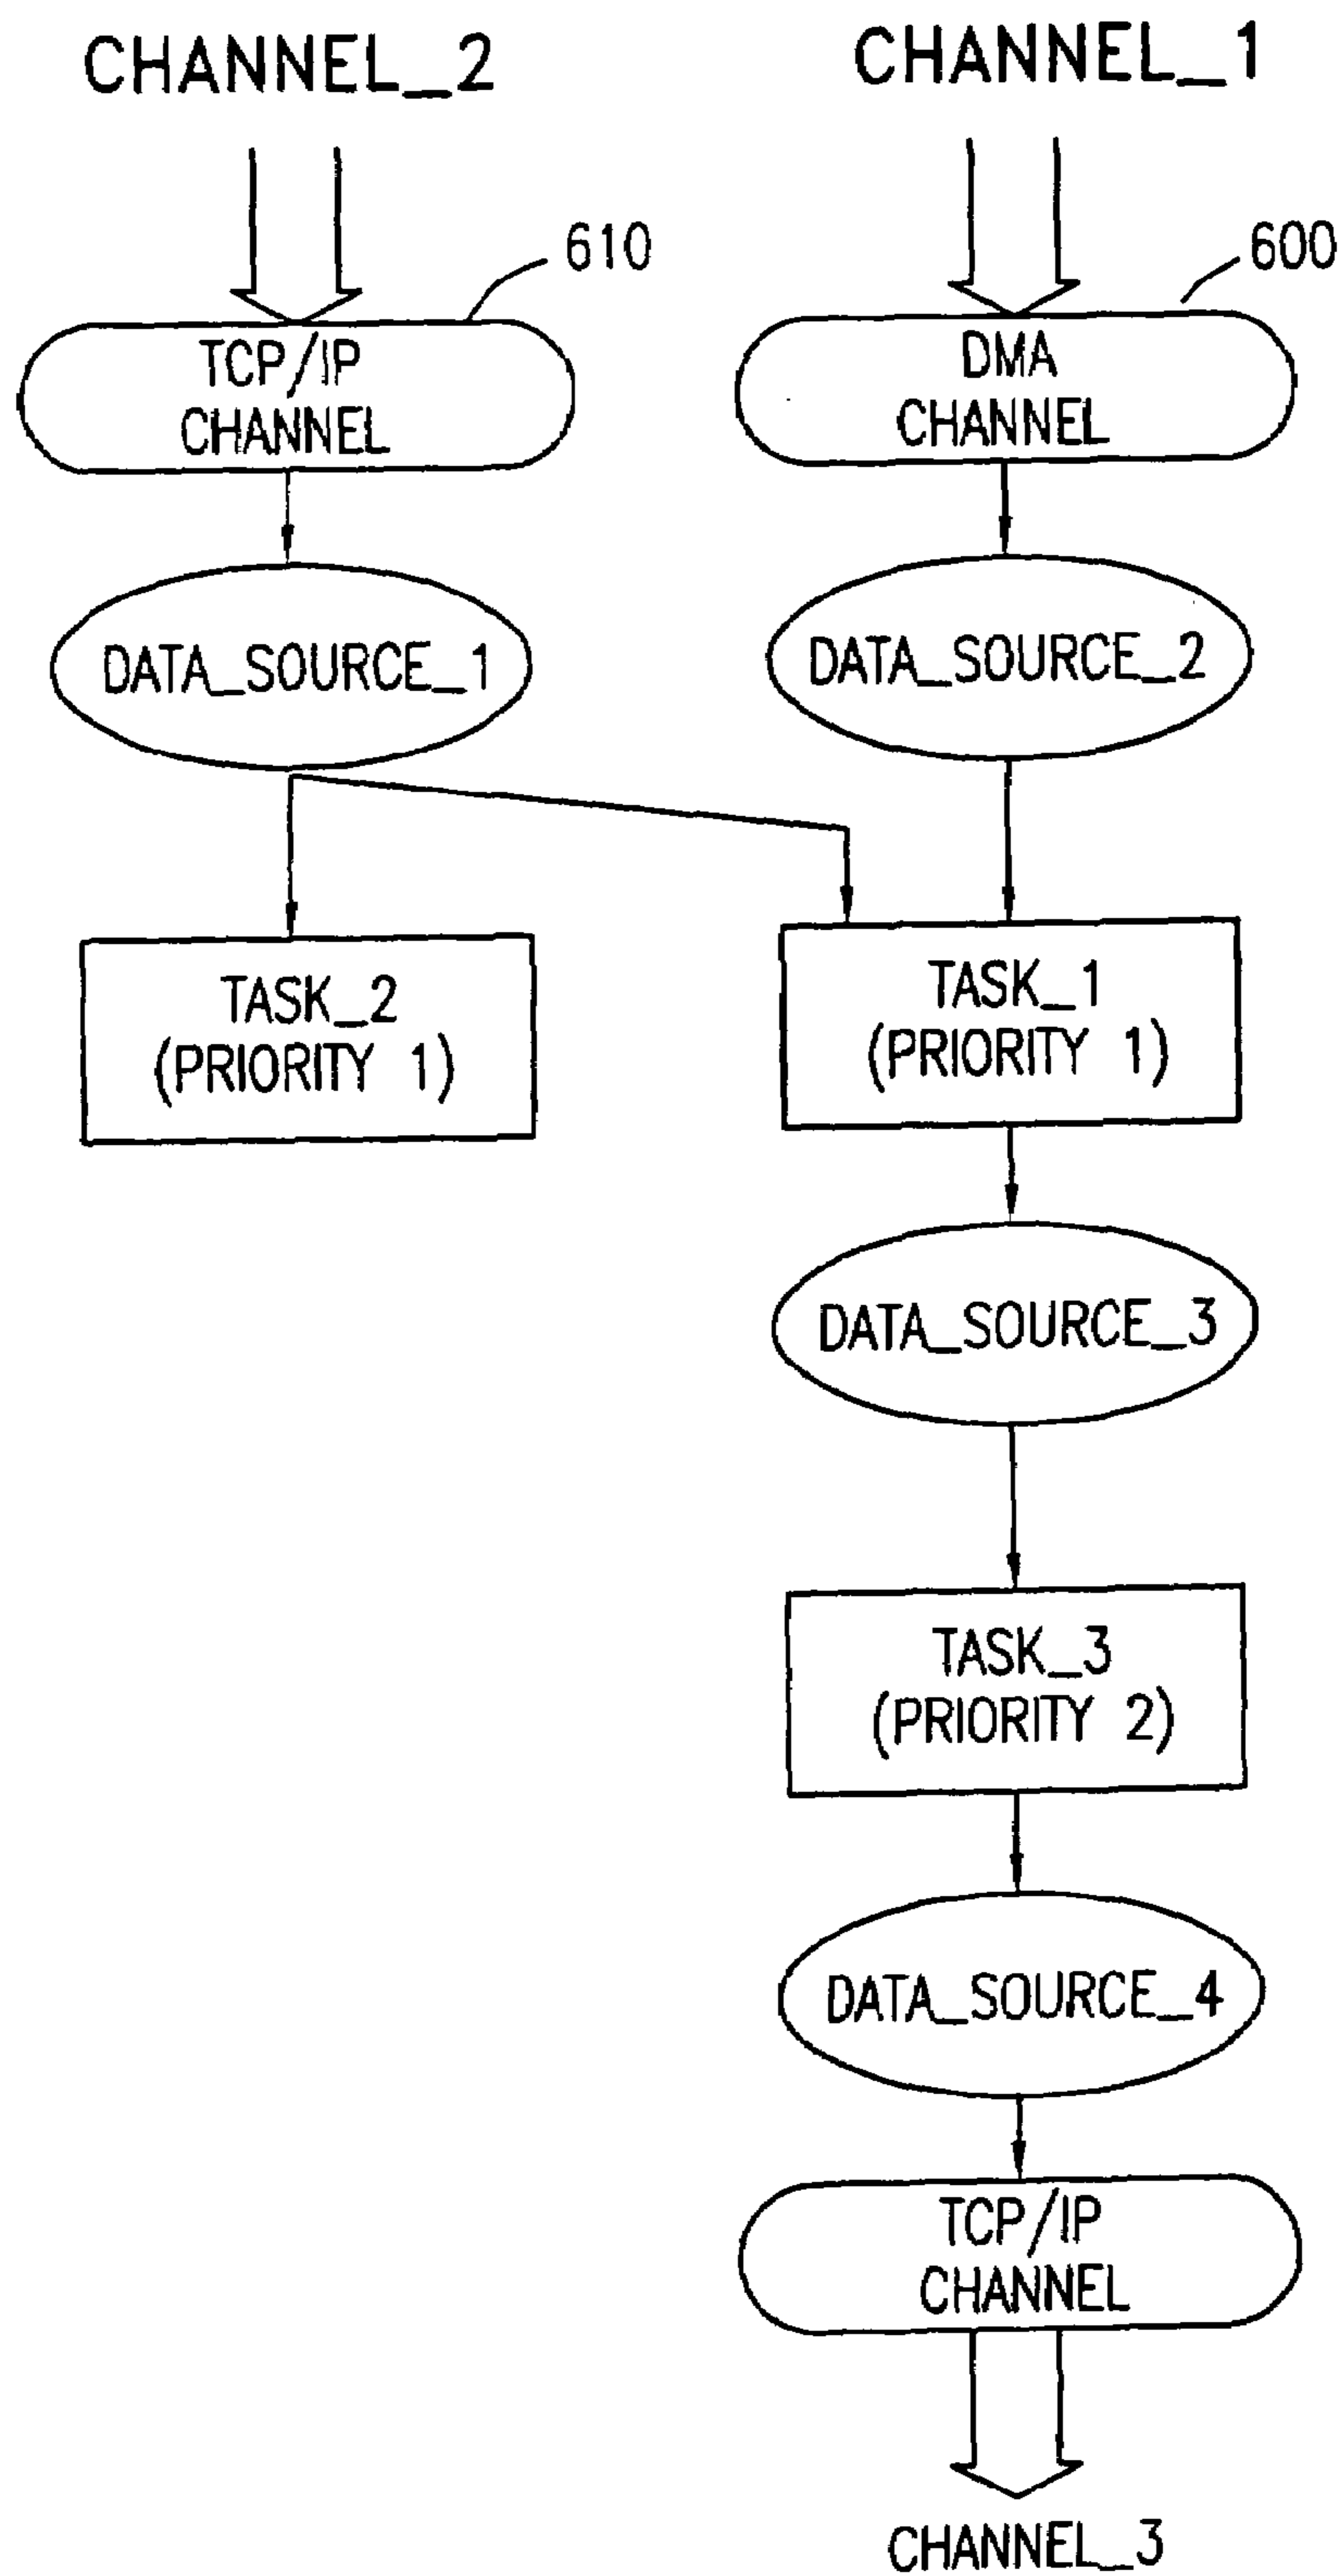 CHANNEL_2
CHANNEL_1
610
600
TCP/IP
CHANNEL
DMA
CHANNEL
DATA_SOURCE_1
DATA_SOURCE_2
TASK_2
(PRIORITY 1)
TASK_1
(PRIORITY 1)
DATA_SOURCE_3
TASK_3
(PRIORITY 2)
DATA_SOURCE_4
TCP/IP
CHANNEL
CHANNEL_3